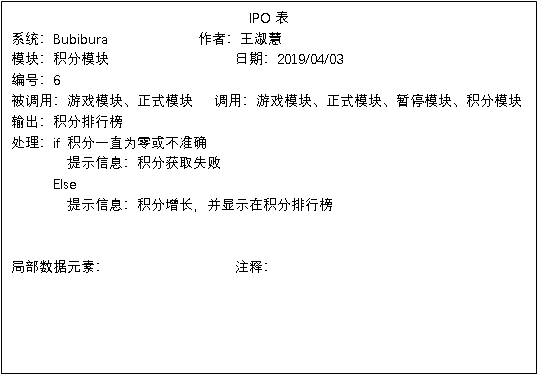 IPO 表
系统：Bubibura 作者：王淑慧
模块：积分模块 日期：2019/04/03
编号：6
被调用：游戏模块、正式模块 调用：游戏模块、正式模块、暂停模块、积分模块
输出：积分排行榜
处理：if 积分一直为零或不准确
提示信息：积分获取失败
Else
提示信息：积分增长，并显示在积分排行榜
局部数据元素： 注释：